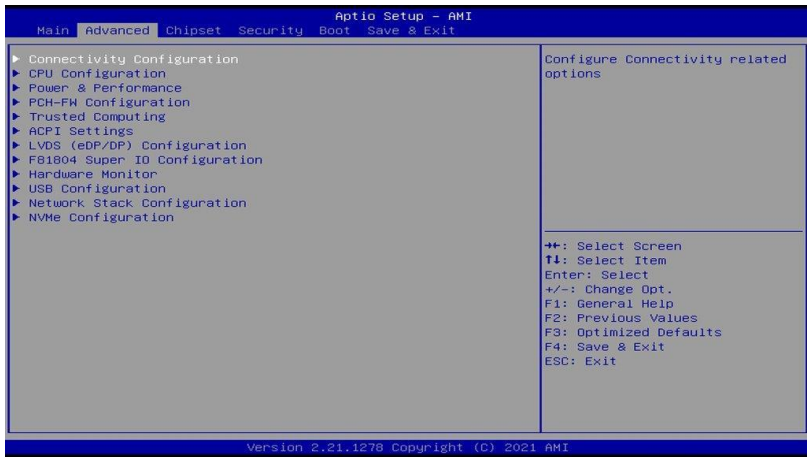 Aptio Setup – AMI
Main Advanced Chipset Security Boot Save & Exit
▶ Connectivity Configuration
▶ CPU Configuration
▶ Power & Performance
▶ PCH-FW Configuration
▶ Trusted Computing
▶ ACPI Settings
▶ LVDS (eDP/DP) Configuration
▶ F81804 Super IO Configuration
▶ Hardware Monitor
▶ USB Configuration
▶ Network Stack Configuration
▶ NVMe Configuration
Configure Connectivity related
options
→←: Select Screen
↑↓: Select Item
Enter: Select
+/-: Change Opt.
F1: General Help
F2: Previous Values
F3: Optimized Defaults
F4: Save & Exit
ESC: Exit
Version 2.21.1278 Copyright (C) 2021 AMI